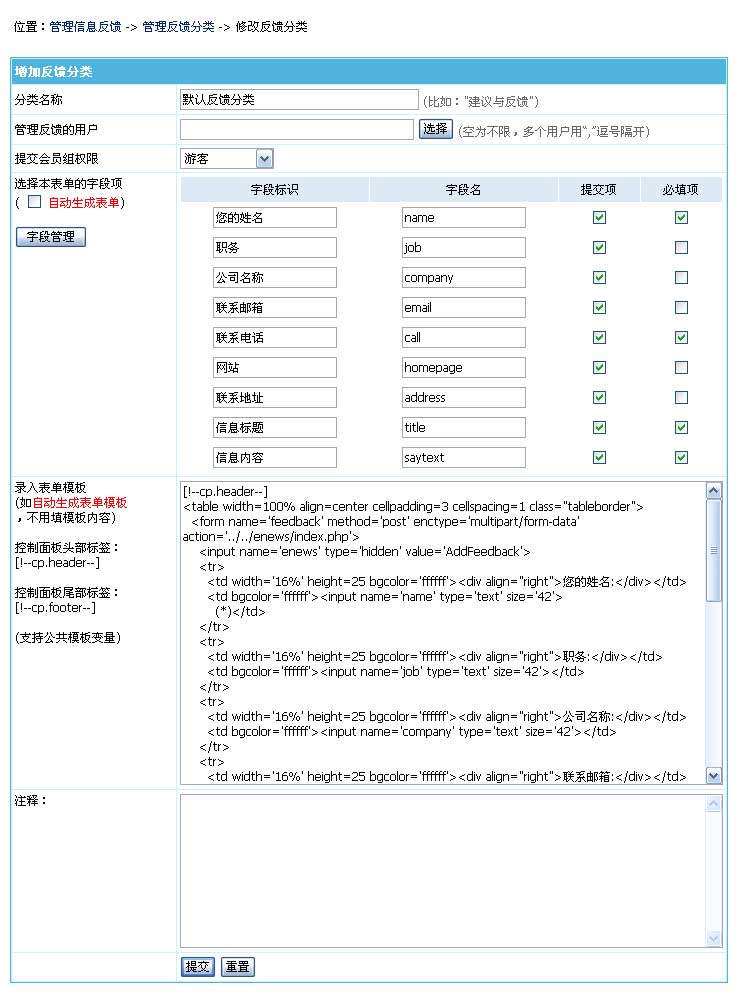 位置：管理信息反馈 -> 管理反馈分类 -> 修改反馈分类
增加反馈分类
分类名称 默认反馈分类 (比如："建议与反馈")
管理反馈的用户 选择 (空为不限，多个用户用“,”逗号隔开)
提交会员组权限 游客
选择本表单的字段项
( 自动生成表单)
字段管理
字段标识 字段名 提交项 必填项
您的姓名 name
职务 job
公司名称 company
联系邮箱 email
联系电话 call
网站 homepage
联系地址 address
信息标题 title
信息内容 saytext
录入表单模板
(如自动生成表单模板
，不用填模板内容)
控制面板头部标签：
[!--cp.header--]
控制面板尾部标签：
[!--cp.footer--]
(支持公共模板变量)
[!--cp.header--]
<table width=100% align=center cellpadding=3 cellspacing=1 class="tableborder">
<form name='feedback' method='post' enctype='multipart/form-data'
action='../../enews/index.php'>
<input name='enews' type='hidden' value='AddFeedback'>
<tr>
<td width='16%' height=25 bgcolor='ffffff'><div align="right">您的姓名:</div></td>
<td bgcolor='ffffff'><input name='name' type='text' size='42'>
(*)</td>
</tr>
<tr>
<td width='16%' height=25 bgcolor='ffffff'><div align="right">职务:</div></td>
<td bgcolor='ffffff'><input name='job' type='text' size='42'></td>
</tr>
<tr>
<td width='16%' height=25 bgcolor='ffffff'><div align="right">公司名称:</div></td>
<td bgcolor='ffffff'><input name='company' type='text' size='42'></td>
</tr>
<tr>
<td width='16%' height=25 bgcolor='ffffff'><div align="right">联系邮箱:</div></td>
注释：
提交 重置